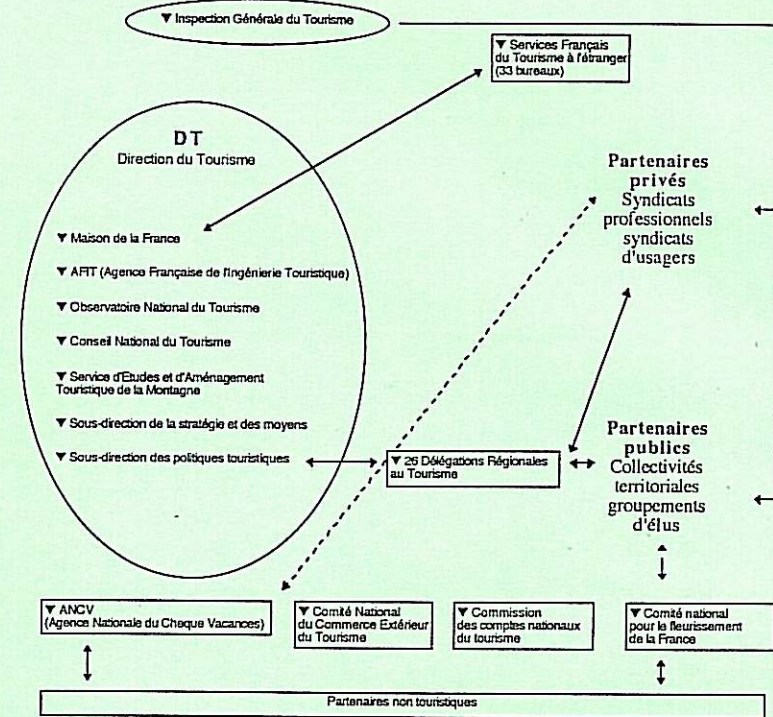 ▼ Inspection Générale du Tourisme
▼ Services Français
du Tourisme à l'étranger
(33 bureaux)
DT
Direction du Tourisme
▼ Maison de la France
▼ AFIT (Agence Française de l'Ingénierie Touristique)
▼ Observatoire National du Tourisme
▼ Conseil National du Tourisme
▼ Service d'Etudes et d'Aménagement
Touristique de la Montagne
▼ Sous-direction de la stratégie et des moyens
▼ Sous-direction des politiques touristiques
Partenaires
privés
Syndicats
professionnels
syndicats
d'usagers
▼ 26 Délégations Régionales
au Tourisme
Partenaires
publics
Collectivités
territoriales
groupements
d'élus
▼ ANCV
(Agence Nationale du Cheque Vacances)
▼ Comité National
du Commerce Extérieur
du Tourisme
▼ Commission
des comptes nationaux
du tourisme
▼ Comité national
pour le fleurissement
de la France
Partenaires non touristiques